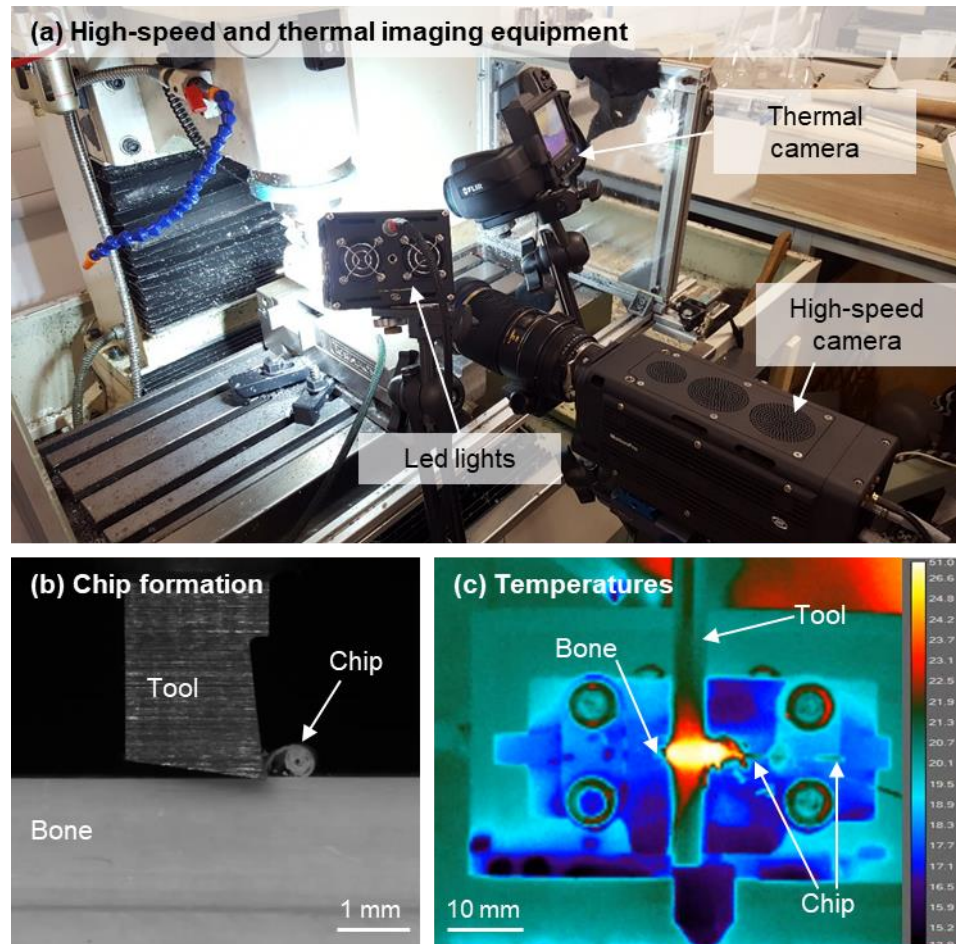 (a) High-speed and thermal imaging equipment
Thermal
camera
FLIR
High-speed
camera
Led lights
(b) Chip formation
Chip
Tool
Bone
1 mm
(c) Temperatures
Tool
Bone
Chip
10 mm
51.0
26.6
24.8
24.2
23.7
23.1
22.5
21.9
21.3
20.7
20.1
19.5
18.9
18.3
17.7
17.1
16.5
15.9
15.2